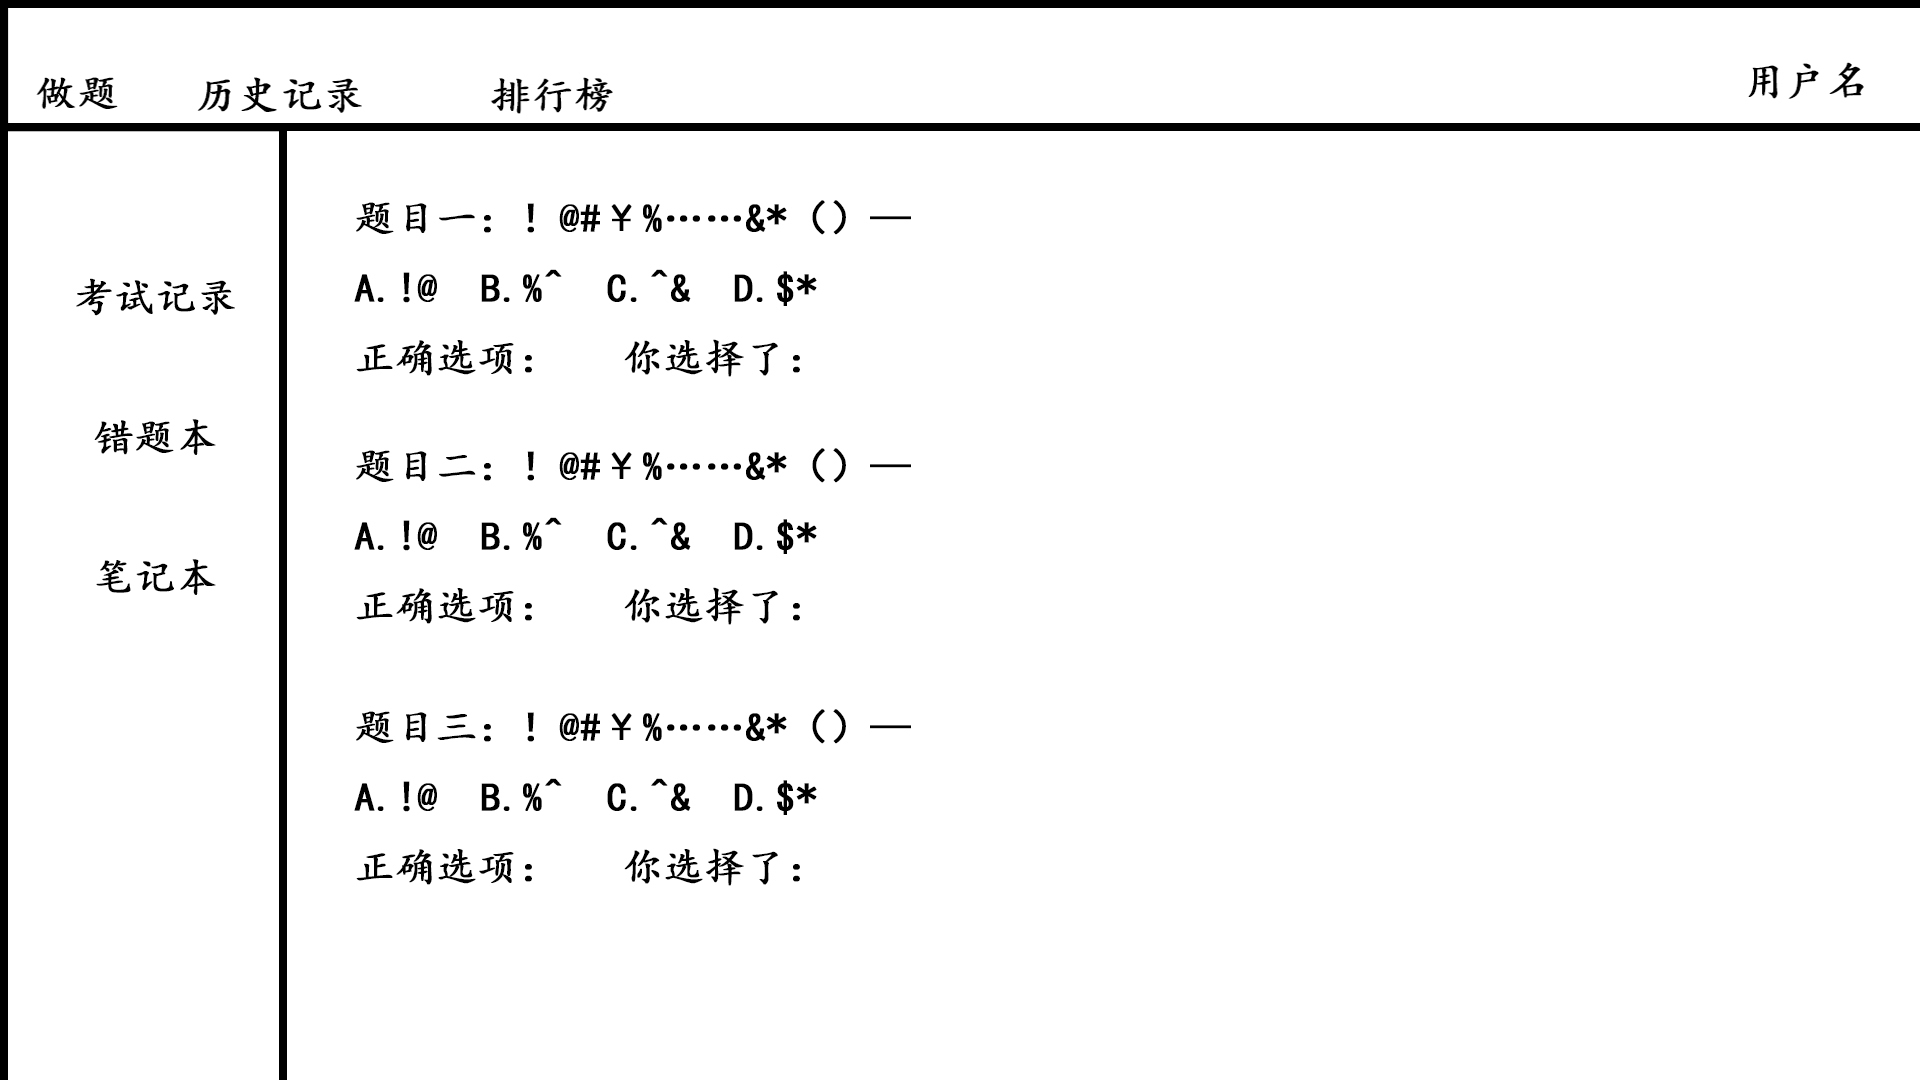 做题 历史记录 排行榜 用户名
考试记录
错题本
笔记本
题目一：！@#￥%……&*（）—
A.!@ B.%^ C.^& D.$*
正确选项： 你选择了：
题目二：！@#￥%……&*（）—
A.!@ B.%^ C.^& D.$*
正确选项： 你选择了：
题目三：！@#￥%……&*（）—
A.!@ B.%^ C.^& D.$*
正确选项： 你选择了：